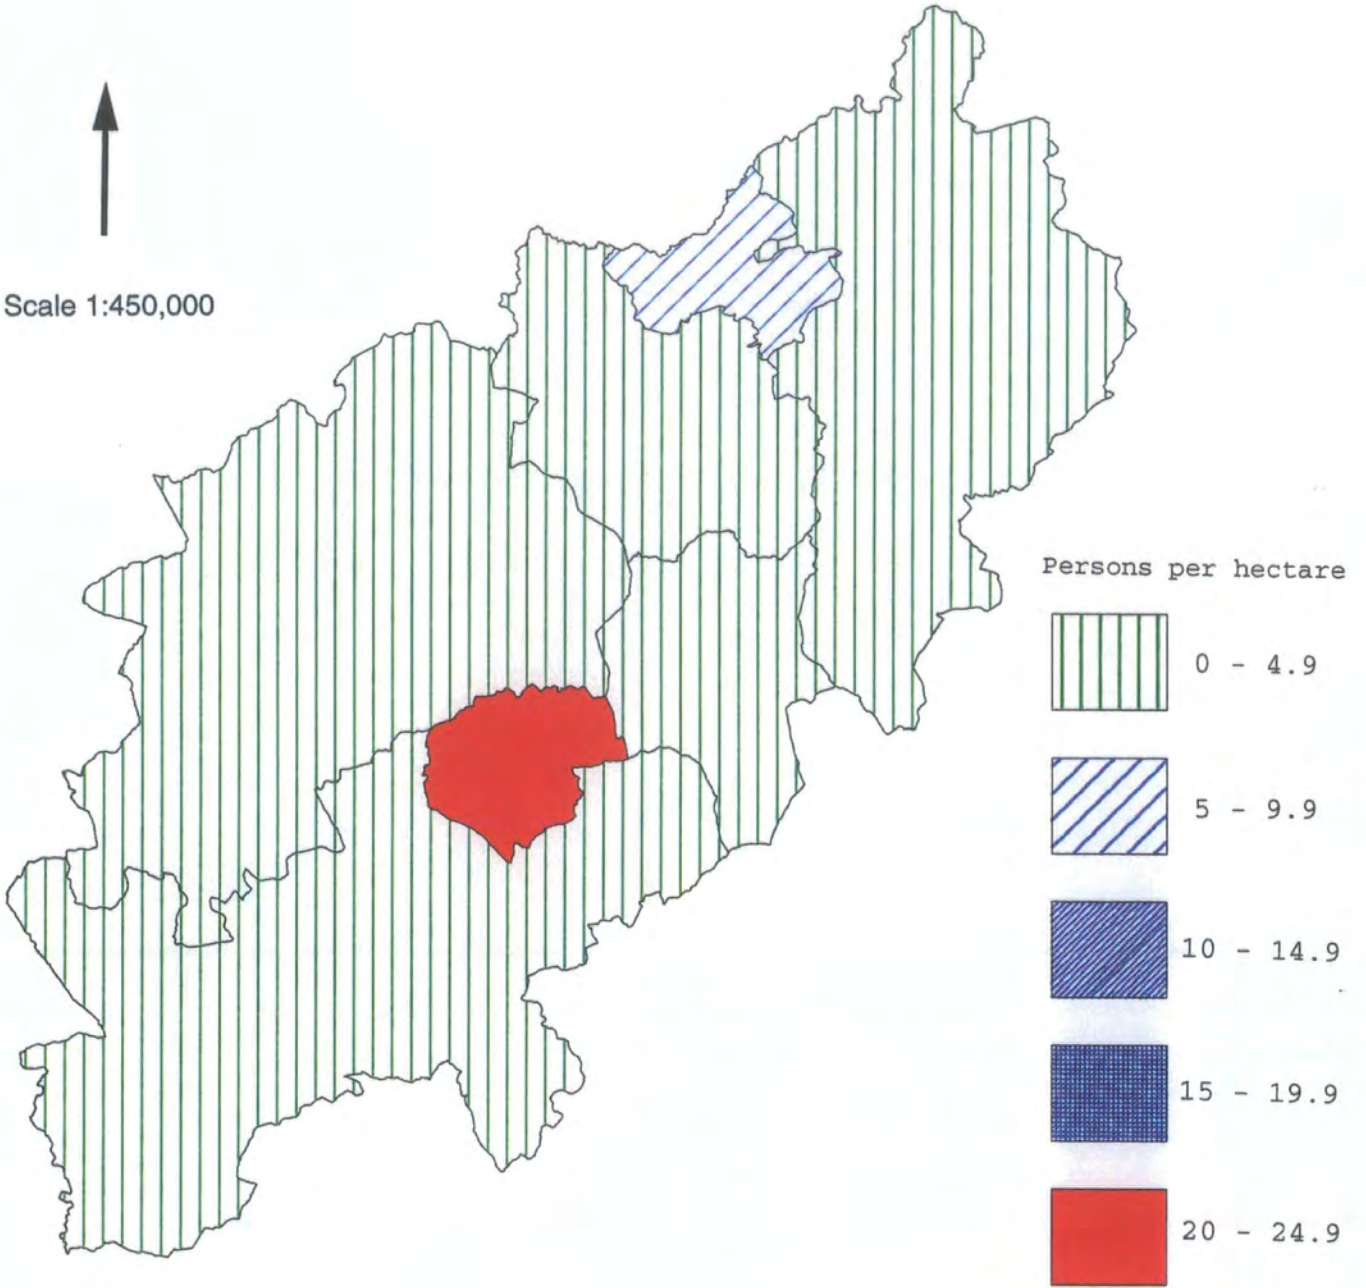 Scale 1:450,000
Persons per hectare
0 - 4.9
5 - 9.9
10 - 14.9
15 - 19.9
20 - 24.9